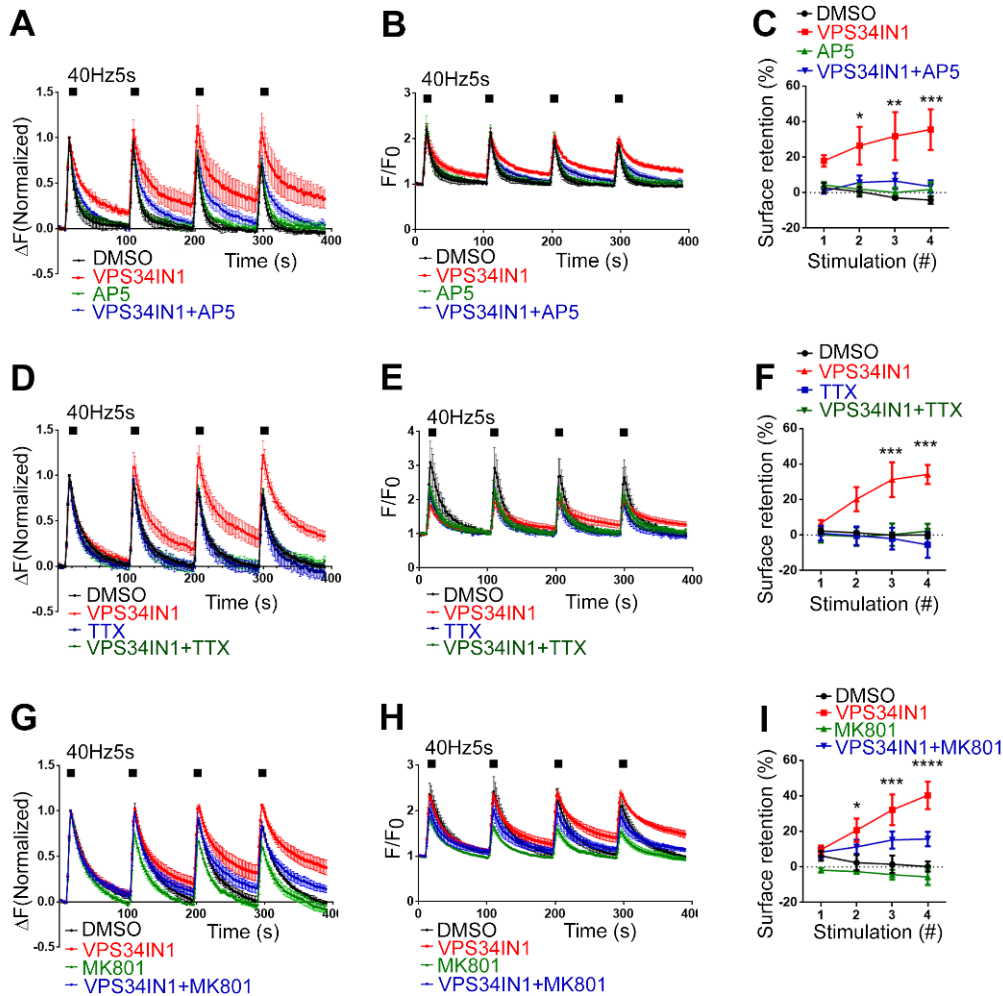 A
40Hz5s
1.5
1.0
0.5
0.0
-0.5
ΔF(Normalized)
100 200 300 400
Time (s)
DMSO
VPS34IN1
AP5
VPS34IN1+AP5
B
40Hz5s
3
2
1
0
F/F0
0 100 200 300 400
Time (s)
DMSO
VPS34IN1
AP5
VPS34IN1+AP5
C
DMSO
VPS34IN1
AP5
VPS34IN1+AP5
Surface retention (%)
60
40
20
0
-20
* ** ***
1 2 3 4
Stimulation (#)
D
40Hz5s
1.5
1.0
0.5
0.0
-0.5
ΔF(Normalized)
100 200 300 400
Time (s)
DMSO
VPS34IN1
TTX
VPS34IN1+TTX
E
40Hz5s
4
3
2
1
0
F/F0
0 100 200 300 400
Time (s)
DMSO
VPS34IN1
TTX
VPS34IN1+TTX
F
DMSO
VPS34IN1
TTX
VPS34IN1+TTX
Surface retention (%)
60
40
20
0
-20
*** ***
1 2 3 4
Stimulation (#)
G
40Hz5s
1.5
1.0
0.5
0.0
-0.5
ΔF(Normalized)
100 200 300
Time (s)
DMSO
VPS34IN1
MK801
VPS34IN1+MK801
H
40Hz5s
3
2
1
0
F/F0
0 100 200 300 400
Time (s)
DMSO
VPS34IN1
MK801
VPS34IN1+MK801
I
DMSO
VPS34IN1
MK801
VPS34IN1+MK801
Surface retention (%)
60
40
20
0
-20
* *** ****
1 2 3 4
Stimulation (#)